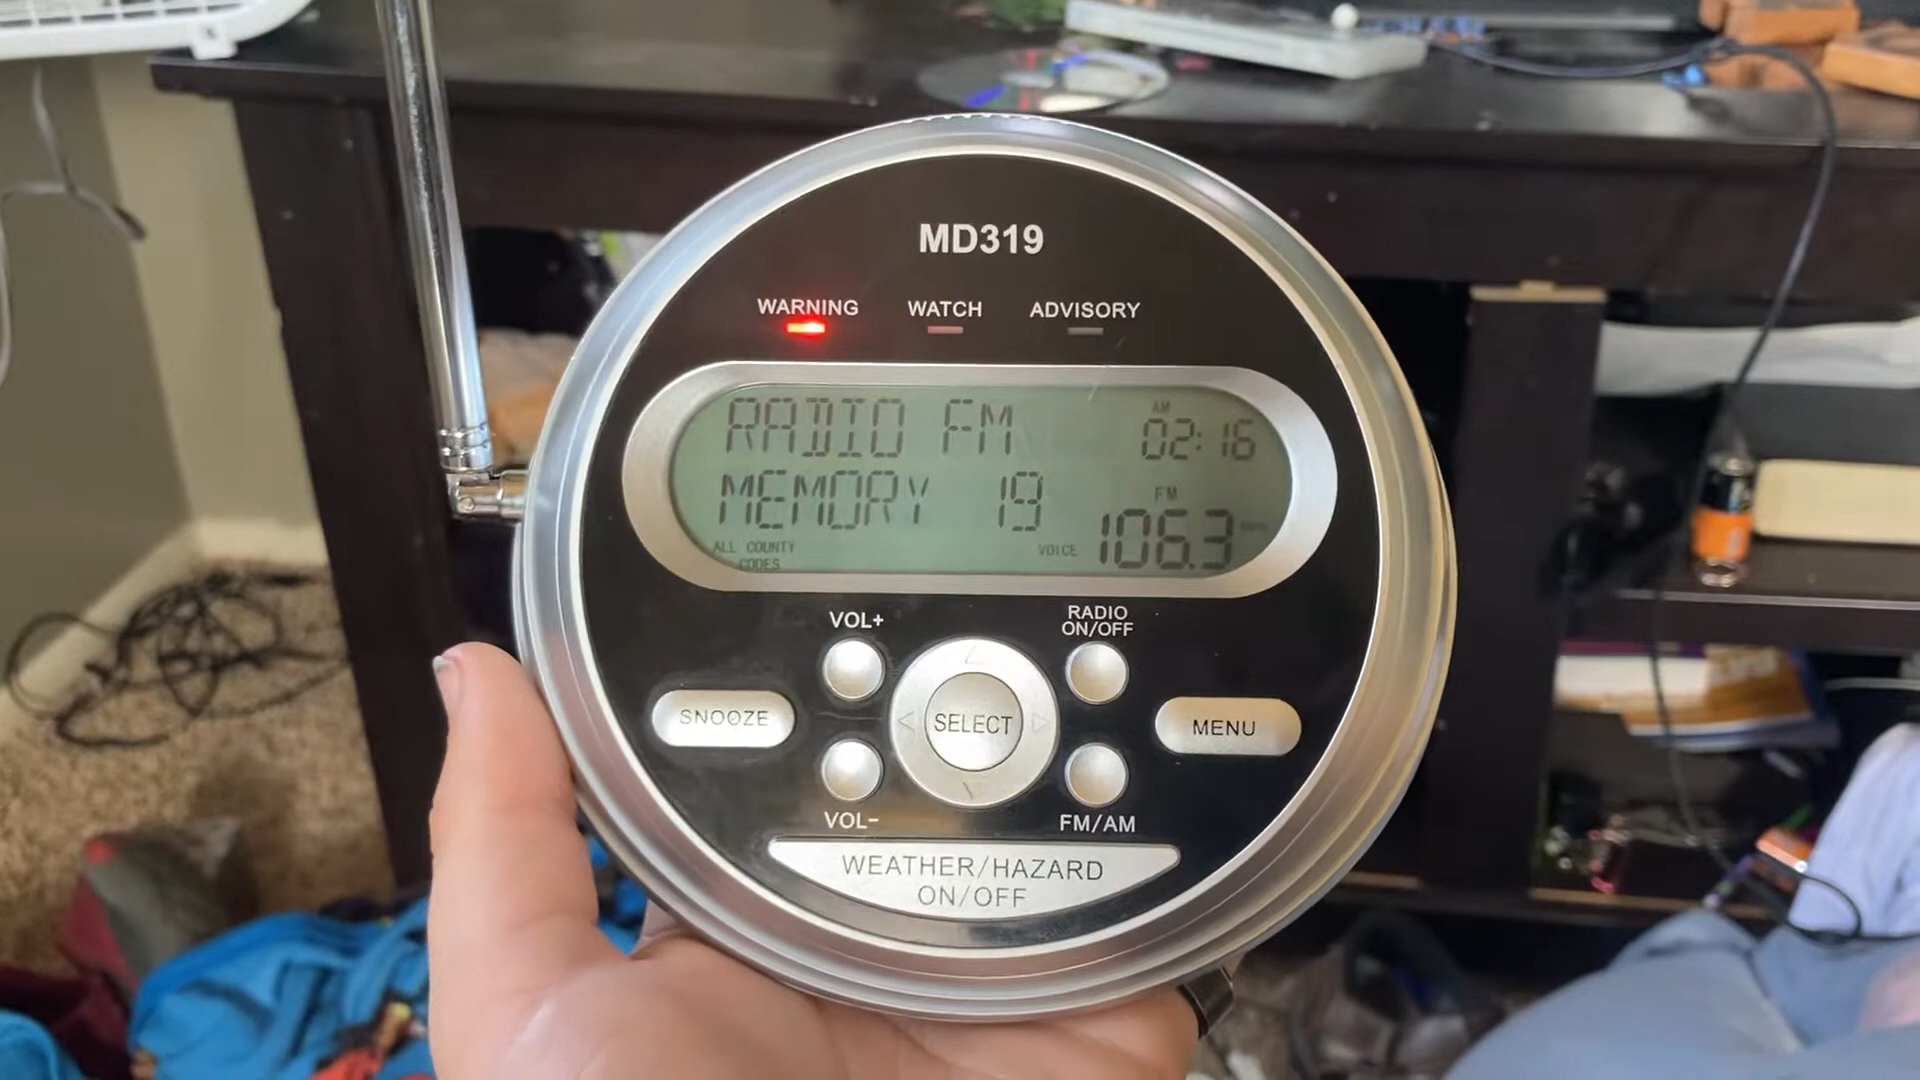 MD319
WARNING WATCH ADVISORY
RADIO FM AM 02:16
MEMORY 19 FM 106.3
ALL COUNTY CODES VOICE
VOL+ RADIO ON/OFF
SNOOZE SELECT MENU
VOL- FM/AM
WEATHER/HAZARD
ON/OFF